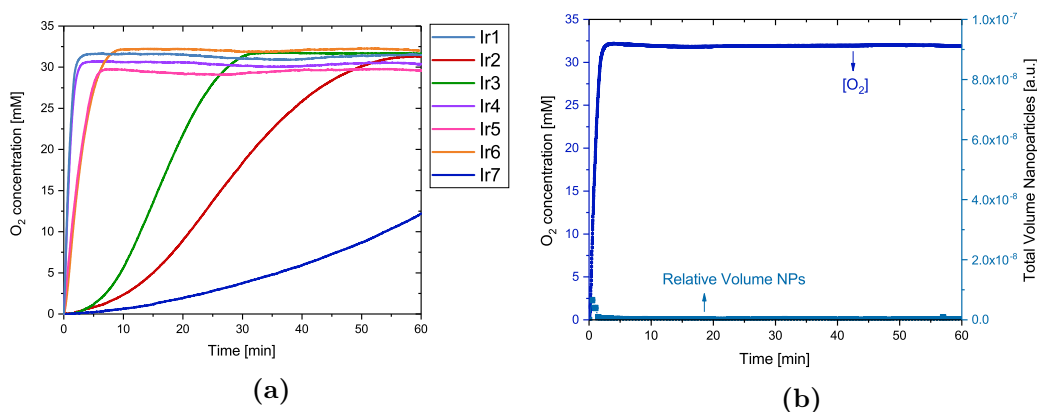 35
30
25
20
15
10
5
0
O₂ concentration [mM]
0 10 20 30 40 50 60
Time [min]
Ir1
Ir2
Ir3
Ir4
Ir5
Ir6
Ir7
(a)
35
30
25
20
15
10
5
0
O₂ concentration [mM]
[O₂]
Relative Volume NPs
1.0x10⁻⁷
8.0x10⁻⁸
6.0x10⁻⁸
4.0x10⁻⁸
2.0x10⁻⁸
0.0
Total Volume Nanoparticles [a.u.]
0 10 20 30 40 50 60
Time [min]
(b)